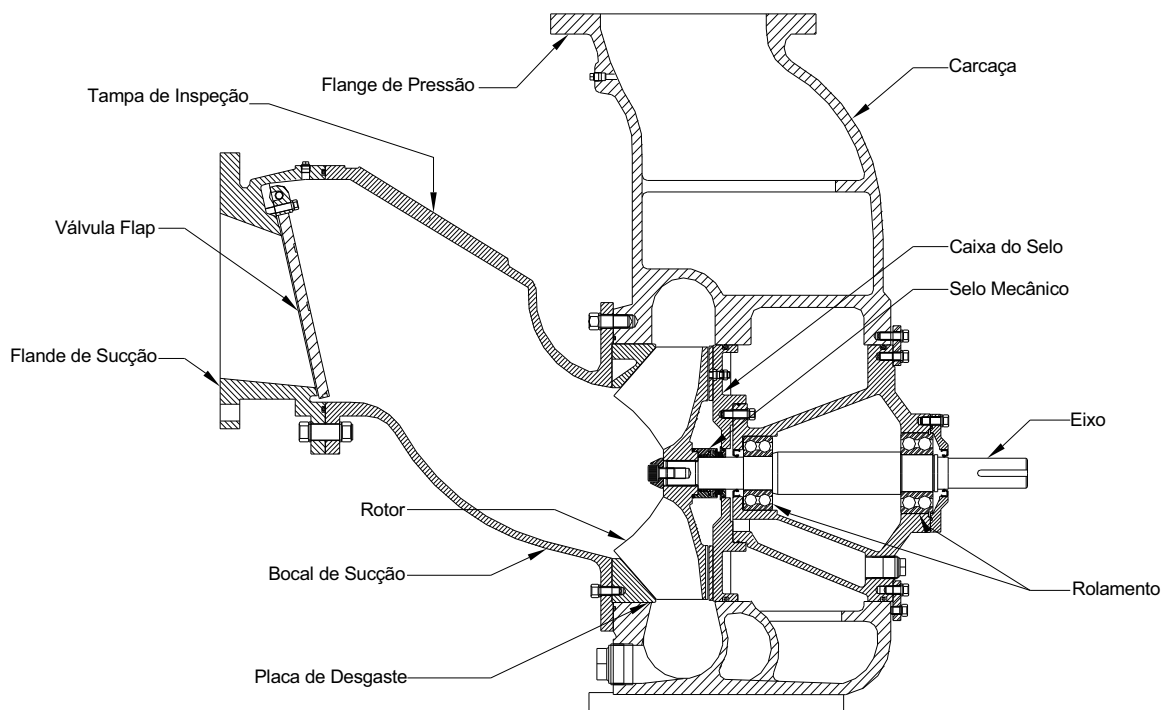 Flange de Pressão
Carcaça
Tampa de Inspeção
Válvula Flap
Caixa do Selo
Selo Mecânico
Flande de Sucção
Eixo
Rotor
Bocal de Sucção
Rolamento
Placa de Desgaste